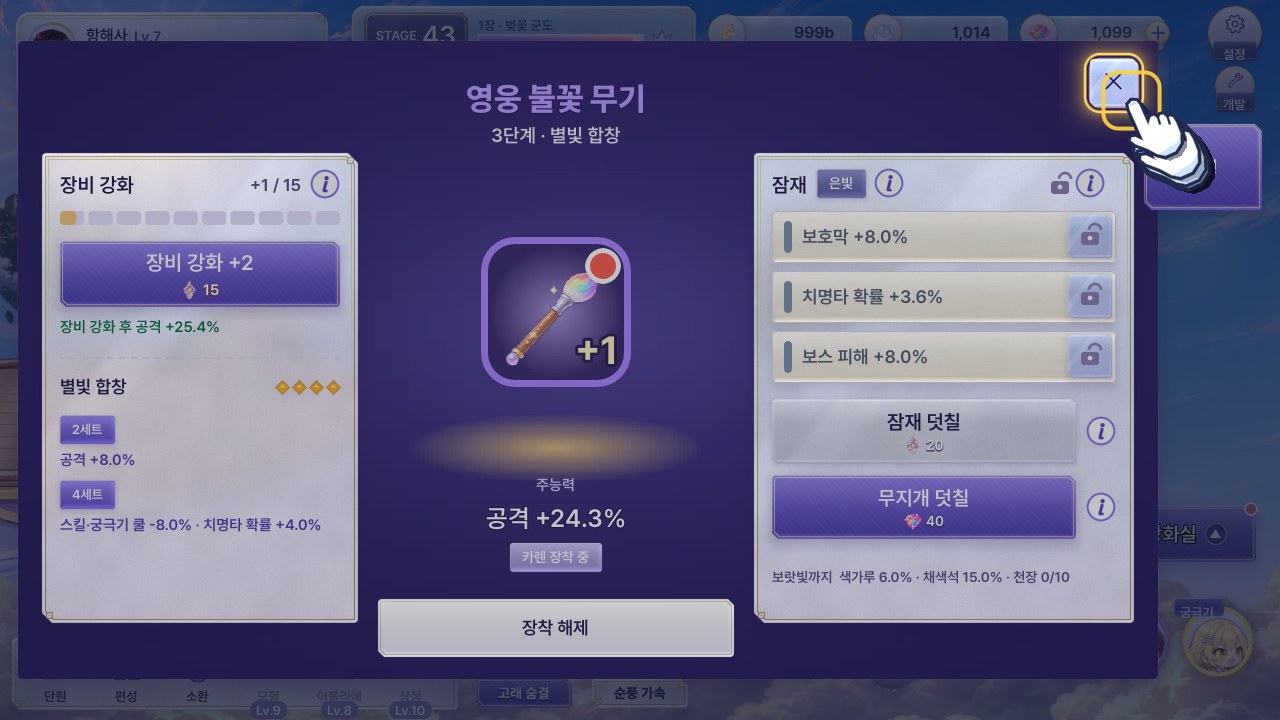 항해사 Lv.7
STAGE 43
1장 · 벚꽃 군도
999b
1,014
1,099
설정
개발
영웅 불꽃 무기
3단계 · 별빛 합창
장비 강화
+1 / 15
장비 강화 +2
15
장비 강화 후 공격 +25.4%
별빛 합창
2세트
공격 +8.0%
4세트
스킬·궁극기 쿨 -8.0% · 치명타 확률 +4.0%
+1
주능력
공격 +24.3%
카렌 장착 중
장착 해제
잠재
은빛
보호막 +8.0%
치명타 확률 +3.6%
보스 피해 +8.0%
잠재 덧칠
20
무지개 덧칠
40
보랏빛까지 색가루 6.0% · 채색석 15.0% · 천장 0/10
궁극기
단원
편성
소환
모험
Lv.9
아틀리에
Lv.8
상점
Lv.10
고래 숨결
순풍 가속